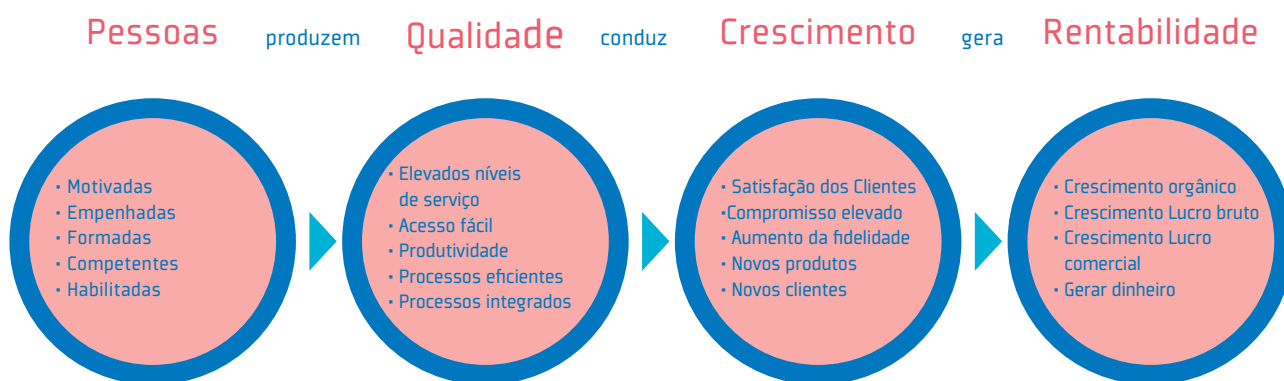 Pessoas produzem Qualidade conduz Crescimento gera Rentabilidade
· Motivadas
· Empenhadas
· Formadas
· Competentes
· Habilitadas
· Elevados níveis
de serviço
· Acesso fácil
· Produtividade
· Processos eficientes
· Processos integrados
· Satisfação dos Clientes
·Compromisso elevado
· Aumento da fidelidade
· Novos produtos
· Novos clientes
· Crescimento orgânico
· Crescimento Lucro bruto
· Crescimento Lucro
comercial
· Gerar dinheiro